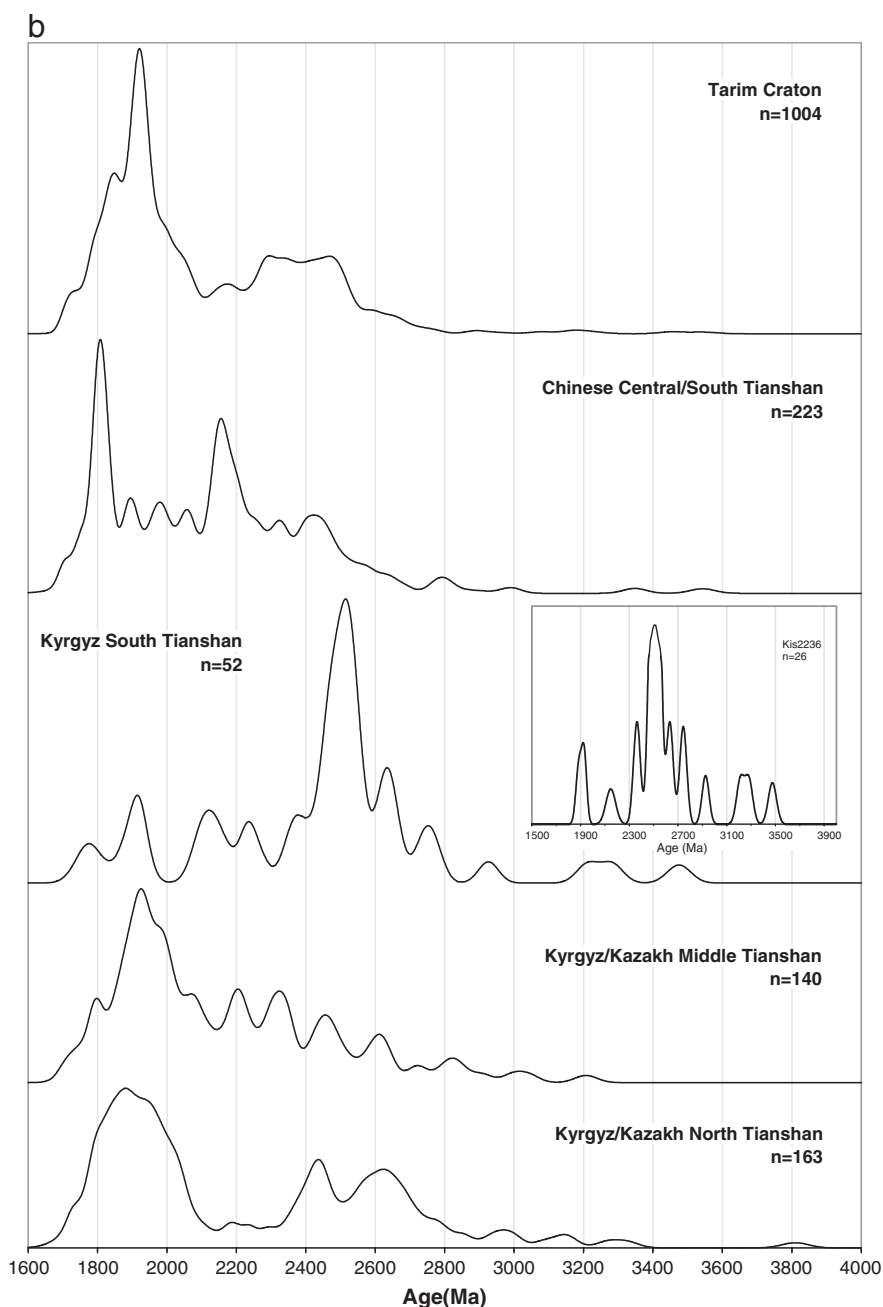 b
Tarim Craton
n=1004
Chinese Central/South Tianshan
n=223
Kyrgyz South Tianshan
n=52
Kis2236
n=26
1500 1900 2300 2700 3100 3500 3900
Age (Ma)
Kyrgyz/Kazakh Middle Tianshan
n=140
Kyrgyz/Kazakh North Tianshan
n=163
1600 1800 2000 2200 2400 2600 3000 3200 3400 3600 3800 4000
Age(Ma)